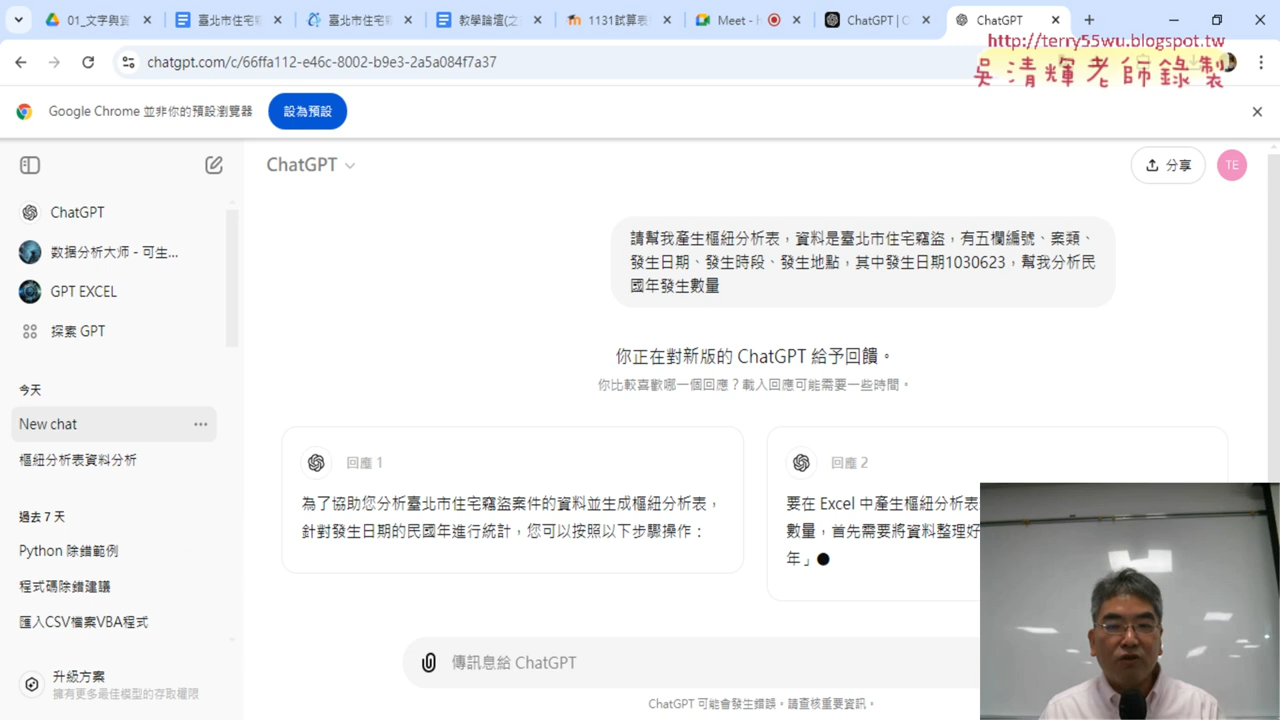 01_文字與資
臺北市住宅竊
臺北市住宅竊
教學論壇(之
1131試算表
Meet - h
ChatGPT | C
ChatGPT
http://terry55wu.blogspot.tw
chatgpt.com/c/66ffa112-e46c-8002-b9e3-2a5a084f7a37
吳清輝老師錄製
Google Chrome 並非你的預設瀏覽器
設為預設
ChatGPT
分享
TE
ChatGPT
数据分析大师 - 可生...
GPT EXCEL
探索 GPT
今天
New chat
樞紐分析表資料分析
過去 7 天
Python 除錯範例
程式碼除錯建議
匯入CSV檔案VBA程式
升級方案
擁有更多最佳模型的存取權限
請幫我產生樞紐分析表，資料是臺北市住宅竊盜，有五欄編號、案類、
發生日期、發生時段、發生地點，其中發生日期1030623，幫我分析民
國年發生數量
你正在對新版的 ChatGPT 給予回饋。
你比較喜歡哪一個回應？載入回應可能需要一些時間。
回應 1
為了協助您分析臺北市住宅竊盜案件的資料並生成樞紐分析表，
針對發生日期的民國年進行統計，您可以按照以下步驟操作：
回應 2
要在 Excel 中產生樞紐分析表
數量，首先需要將資料整理好
年」
傳訊息給 ChatGPT
ChatGPT 可能會發生錯誤。請查核重要資訊。